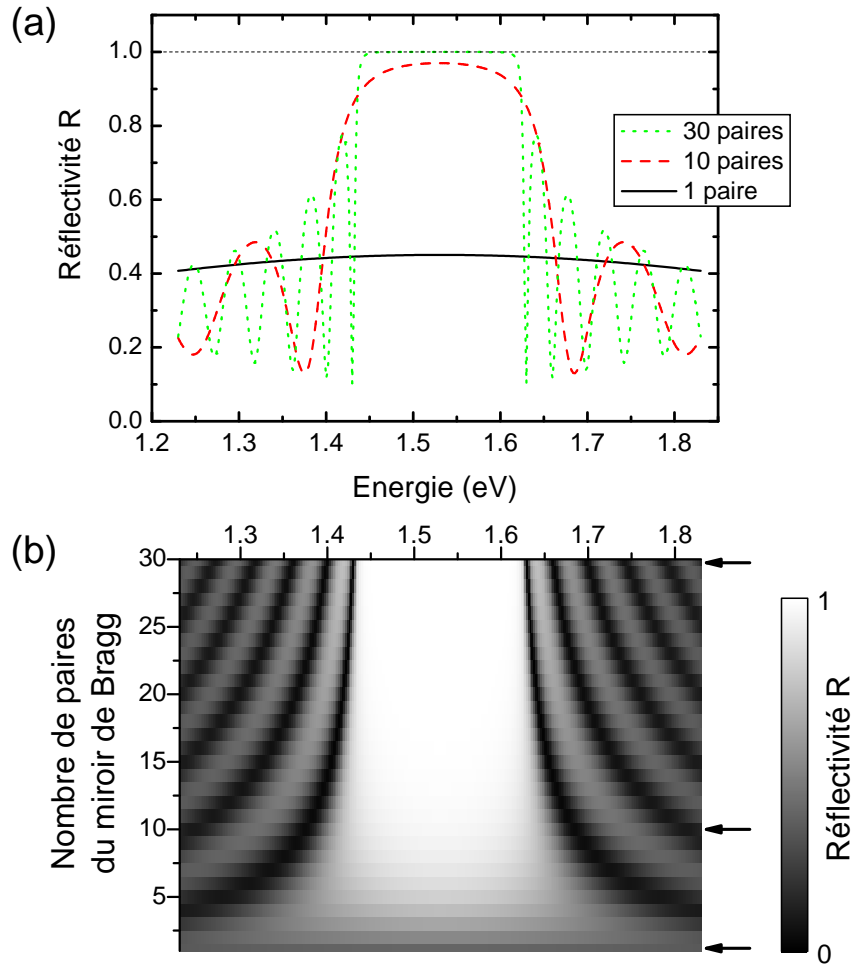 (a)
Réflectivité R
1.0
0.8
0.6
0.4
0.2
0.0
30 paires
10 paires
1 paire
1.2 1.3 1.4 1.5 1.6 1.7 1.8
Energie (eV)
(b)
1.3 1.4 1.5 1.6 1.7 1.8
Nombre de paires
du miroir de Bragg
30
25
20
15
10
5
1
0
Réflectivité R